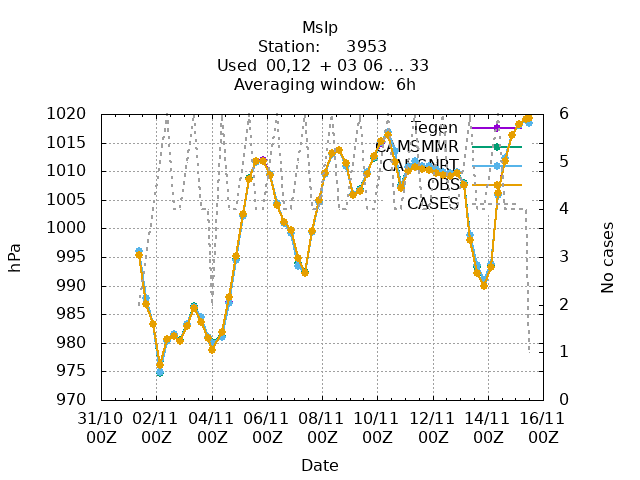 Mslp
Station: 3953
Used 00,12 + 03 06 ... 33
Averaging window: 6h
hPa
1020
1015
1010
1005
1000
995
990
985
980
975
970
6
5
4
3
2
1
0
No cases
Tegen
CAMSMMR
CAMSNRT
OBS
CASES
31/10 02/11 04/11 06/11 08/11 10/11 12/11 14/11 16/11
00Z 00Z 00Z 00Z 00Z 00Z 00Z 00Z 00Z
Date